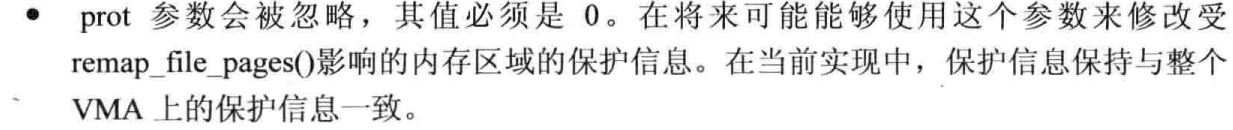 • prot 参数会被忽略，其值必须是 0。在将来可能能够使用这个参数来修改受
remap_file_pages()影响的内存区域的保护信息。在当前实现中，保护信息保持与整个
VMA 上的保护信息一致。